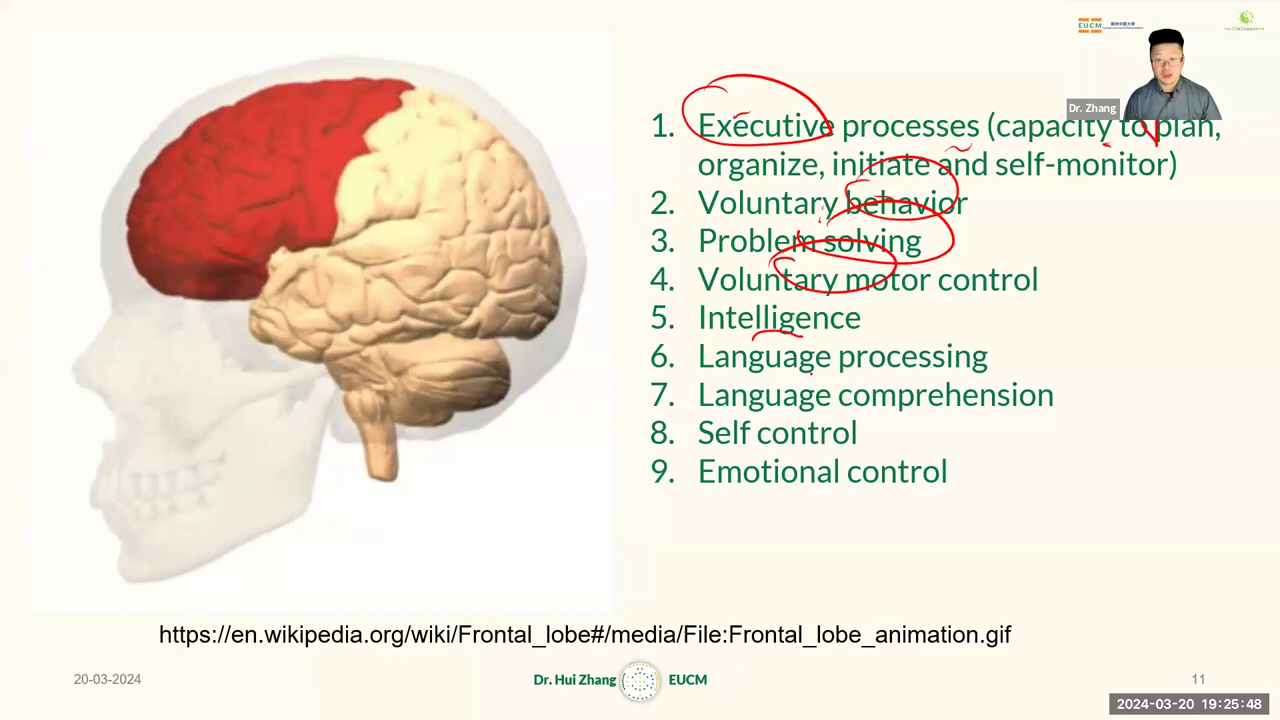 EUCM
Dr. Zhang
1. Executive processes (capacity to plan,
organize, initiate and self-monitor)
2. Voluntary behavior
3. Problem solving
4. Voluntary motor control
5. Intelligence
6. Language processing
7. Language comprehension
8. Self control
9. Emotional control
https://en.wikipedia.org/wiki/Frontal_lobe#/media/File:Frontal_lobe_animation.gif
20-03-2024
Dr. Hui Zhang EUCM
11
2024-03-20 19:25:48